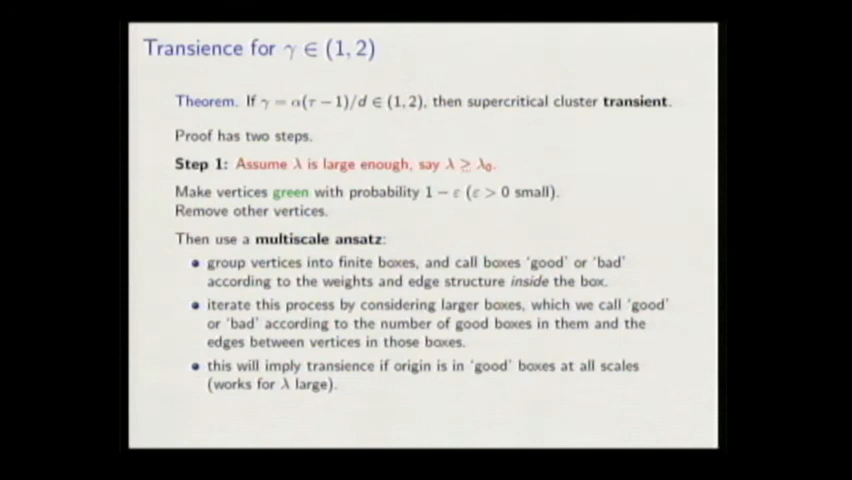 Transience for γ ∈ (1, 2)
Theorem. If γ = α(τ − 1)/d ∈ (1, 2), then supercritical cluster transient.
Proof has two steps.
Step 1: Assume λ is large enough, say λ ≥ λ₀.
Make vertices green with probability 1 − ε (ε > 0 small).
Remove other vertices.
Then use a multiscale ansatz:
• group vertices into finite boxes, and call boxes ‘good’ or ‘bad’
according to the weights and edge structure inside the box.
• iterate this process by considering larger boxes, which we call ‘good’
or ‘bad’ according to the number of good boxes in them and the
edges between vertices in those boxes.
• this will imply transience if origin is in ‘good’ boxes at all scales
(works for λ large).